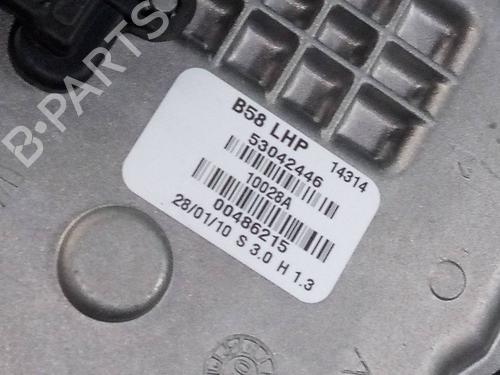 B-PARTS
B58 LHP 14314
53042446
10028A
00486215
28/01/10 S 3.0 H 1.3